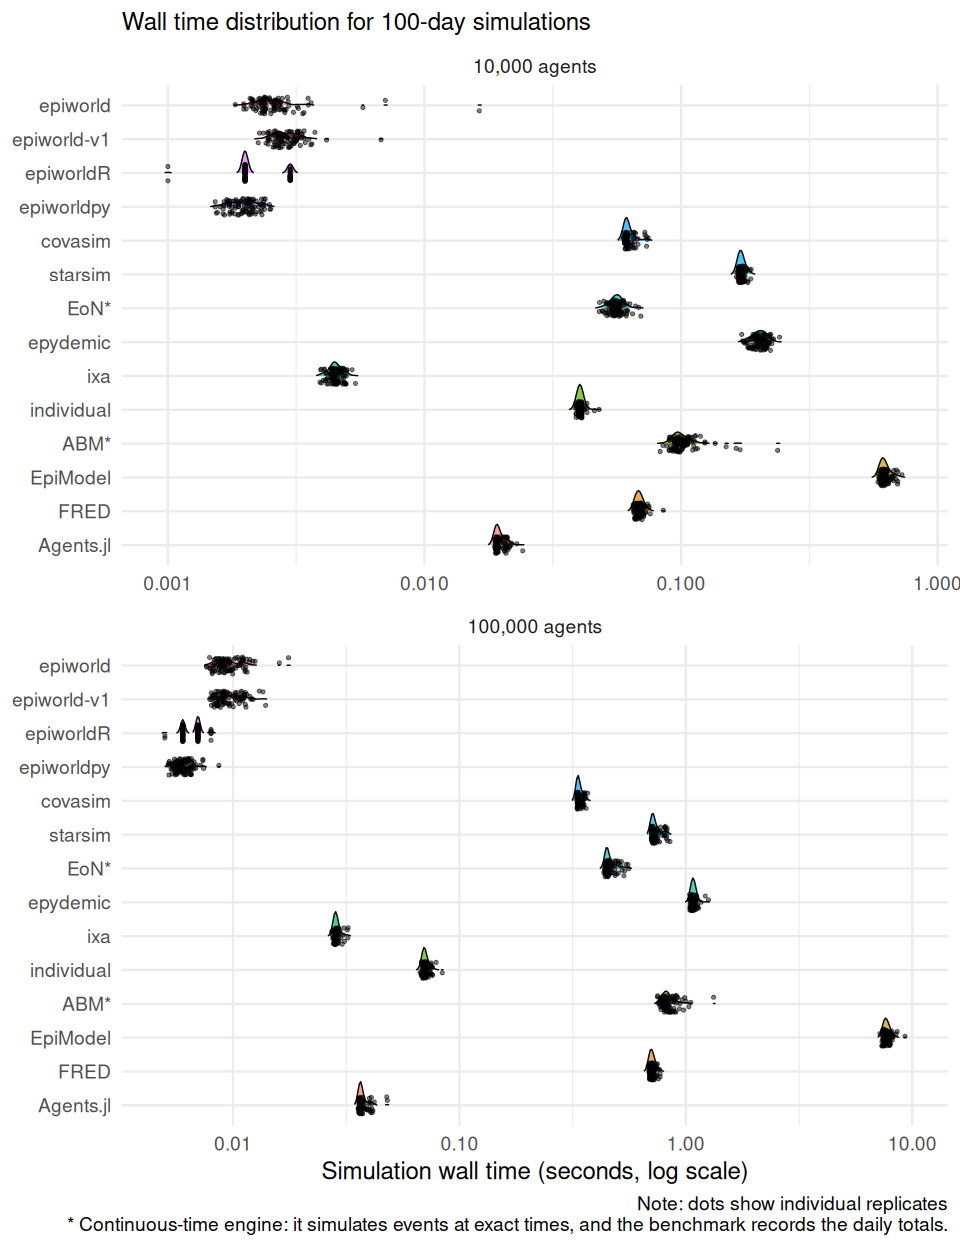 Wall time distribution for 100-day simulations
10,000 agents
epiworld
epiworld-v1
epiworldR
epiworldpy
covasim
starsim
EoN*
epydemic
ixa
individual
ABM*
EpiModel
FRED
Agents.jl
0.001 0.010 0.100 1.000
100,000 agents
epiworld
epiworld-v1
epiworldR
epiworldpy
covasim
starsim
EoN*
epydemic
ixa
individual
ABM*
EpiModel
FRED
Agents.jl
0.01 0.10 1.00 10.00
Simulation wall time (seconds, log scale)
Note: dots show individual replicates
* Continuous-time engine: it simulates events at exact times, and the benchmark records the daily totals.